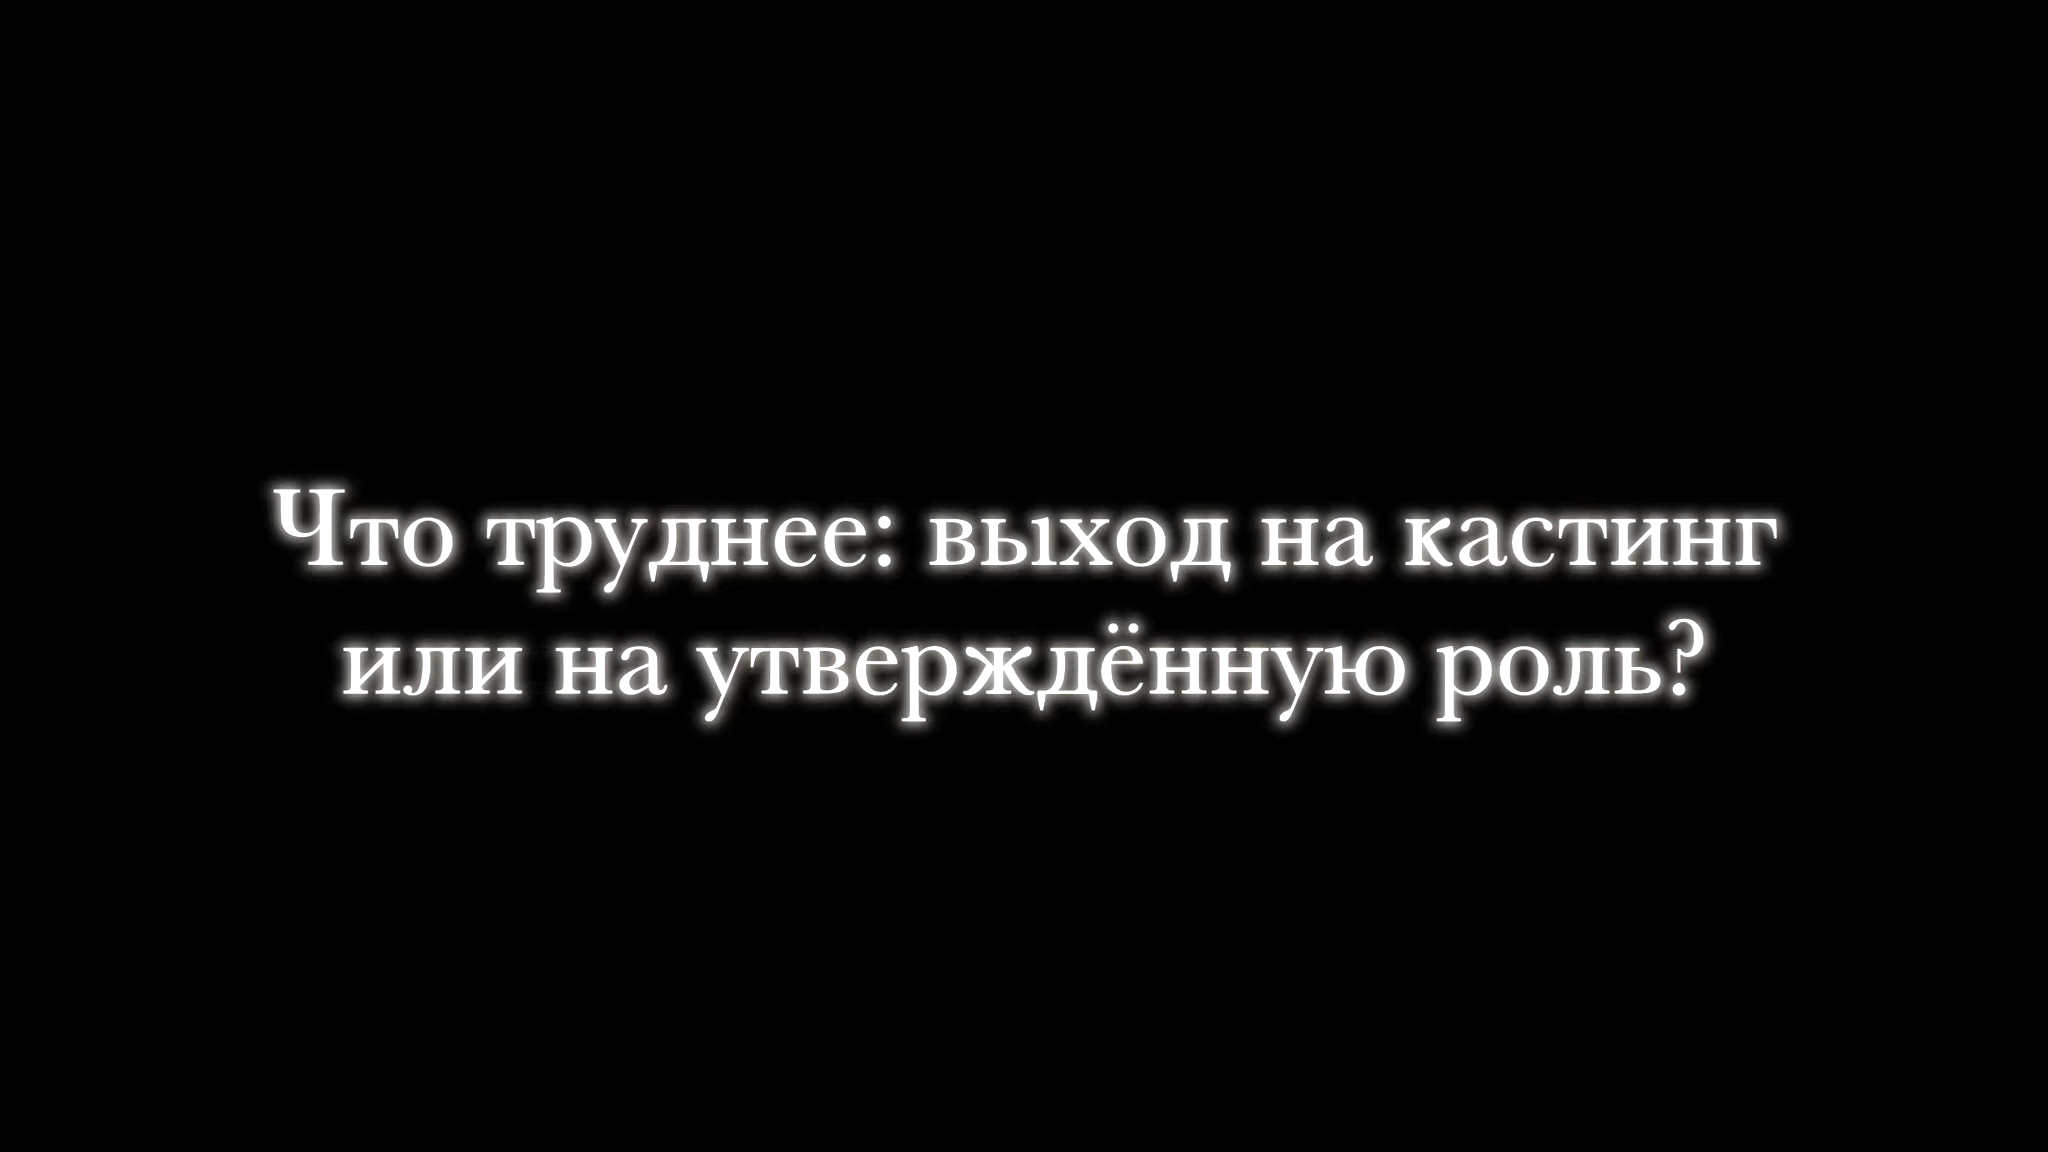 Что труднее: выход на кастинг
или на утверждённую роль?